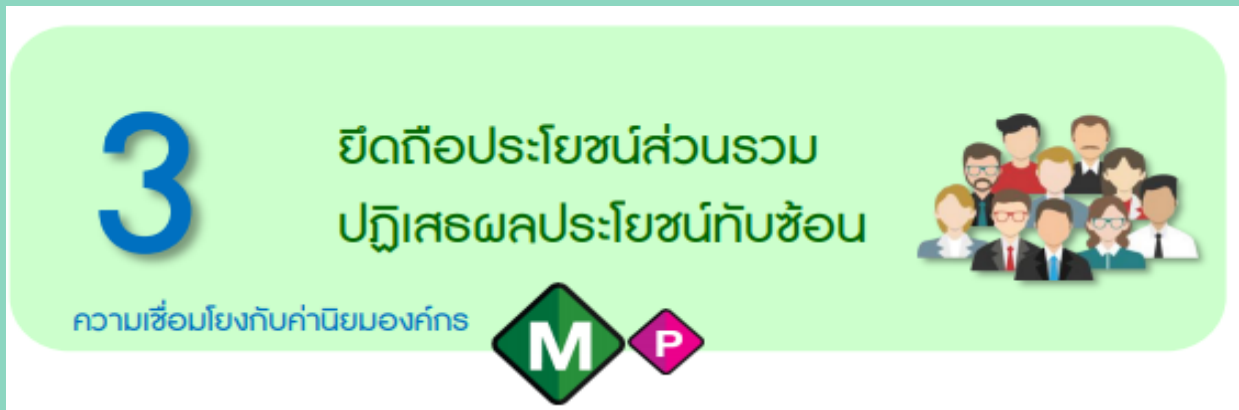 3
ยึดถือประโยชน์ส่วนรวม
ปฏิเสธผลประโยชน์ทับซ้อน
ความเชื่อมโยงกับค่านิยมองค์กร
M P